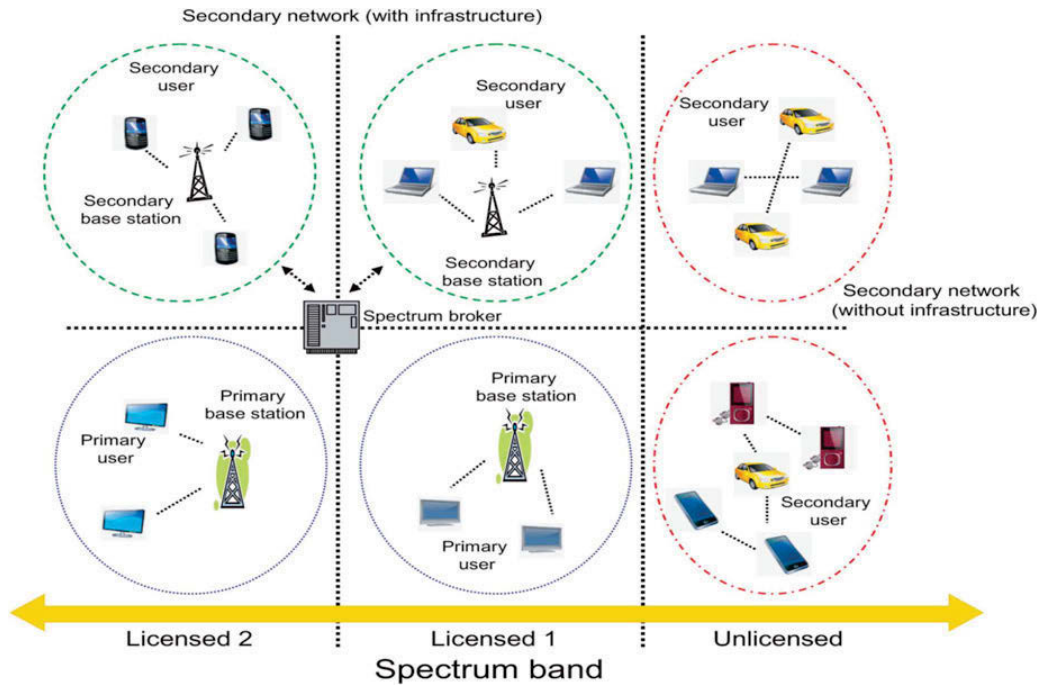 Secondary network (with infrastructure)
Secondary
user
Secondary
base station
Secondary
user
Secondary
base station
Secondary
user
Secondary network
(without infrastructure)
Spectrum broker
Primary
base station
Primary
user
Primary
base station
Primary
user
Secondary
user
Licensed 2
Licensed 1
Unlicensed
Spectrum band